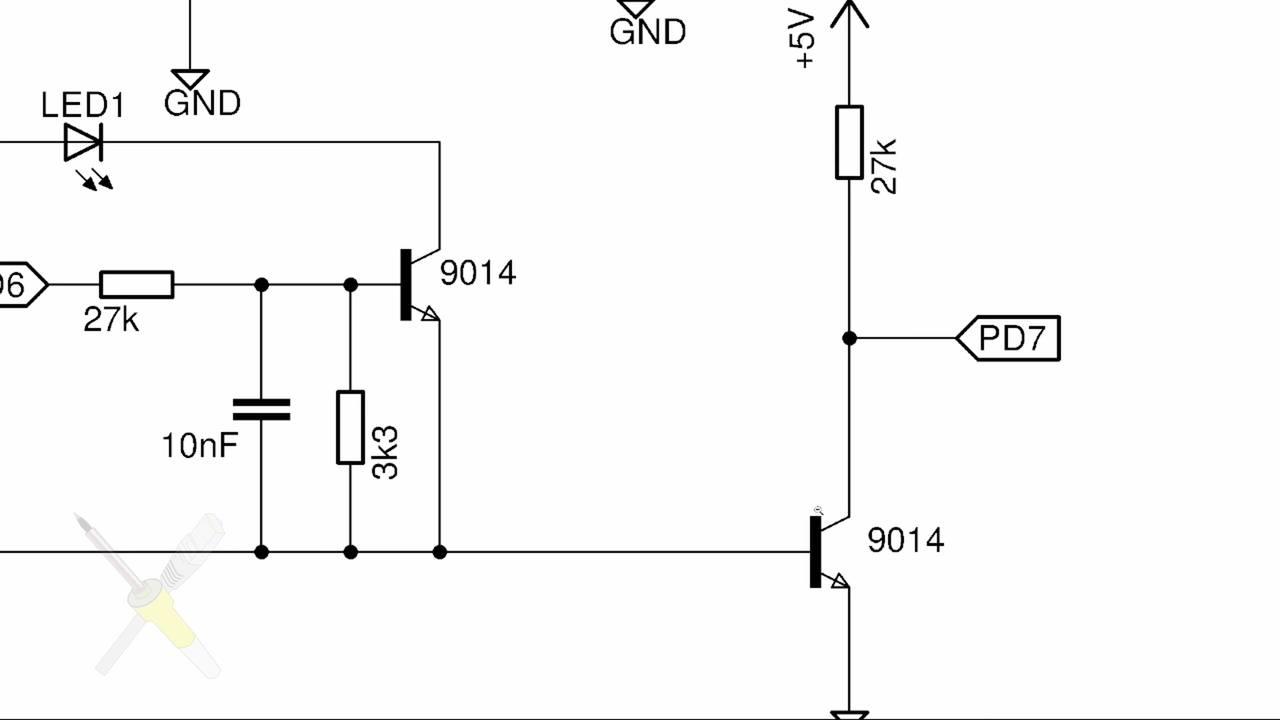 GND
+5V
LED1
GND
27k
9014
27k
PD7
10nF
3k3
9014